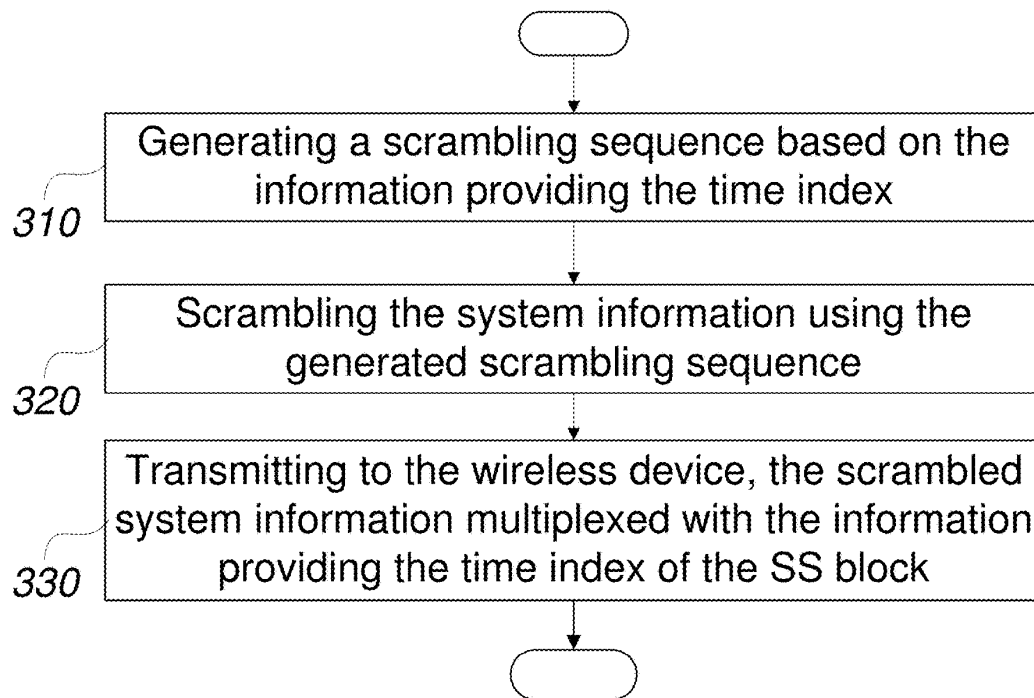 Generating a scrambling sequence based on the
information providing the time index
310
Scrambling the system information using the
generated scrambling sequence
320
Transmitting to the wireless device, the scrambled
system information multiplexed with the information
providing the time index of the SS block
330